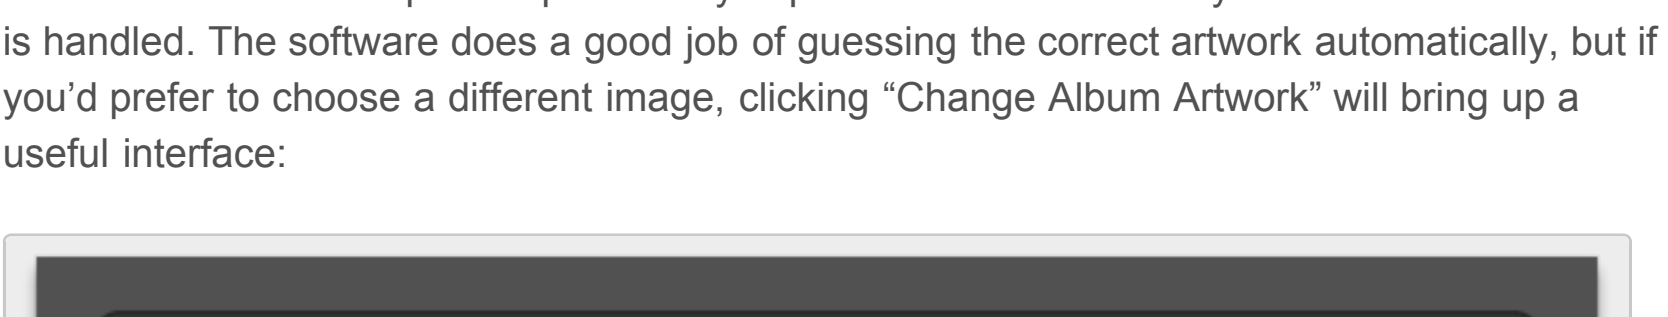 is handled. The software does a good job of guessing the correct artwork automatically, but if
you’d prefer to choose a different image, clicking “Change Album Artwork” will bring up a
useful interface: